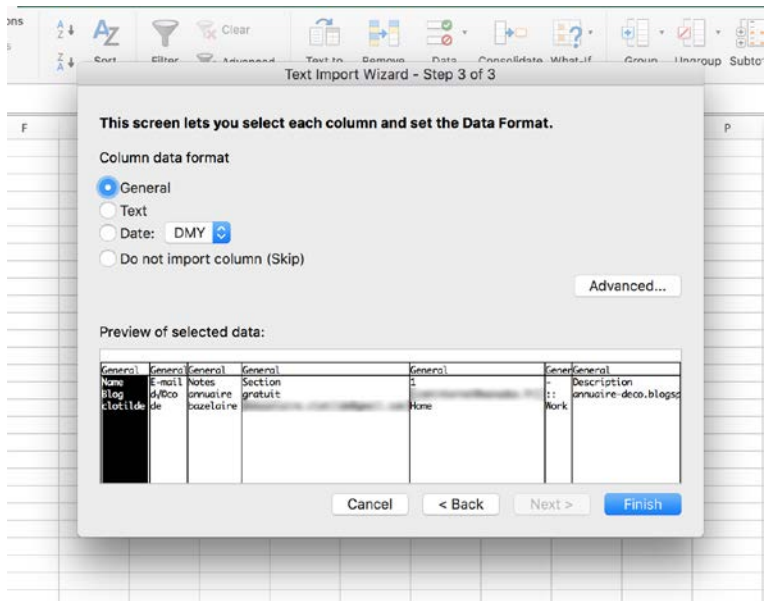 ons
Clear
Sort Filter Advanced Text to Remove Data Consolidate What-If Group Ungroup Subto
Text Import Wizard - Step 3 of 3
F P
This screen lets you select each column and set the Data Format.
Column data format
General
Text
Date: DMY
Do not import column (Skip)
Advanced...
Preview of selected data:
General General General General General Gener General
Name E-mail Notes Section 1 - Description
Blog annuaire gratuit :: annuaire-deco.blogsp
clotilde de bazelaire Home Work
Cancel < Back Next > Finish